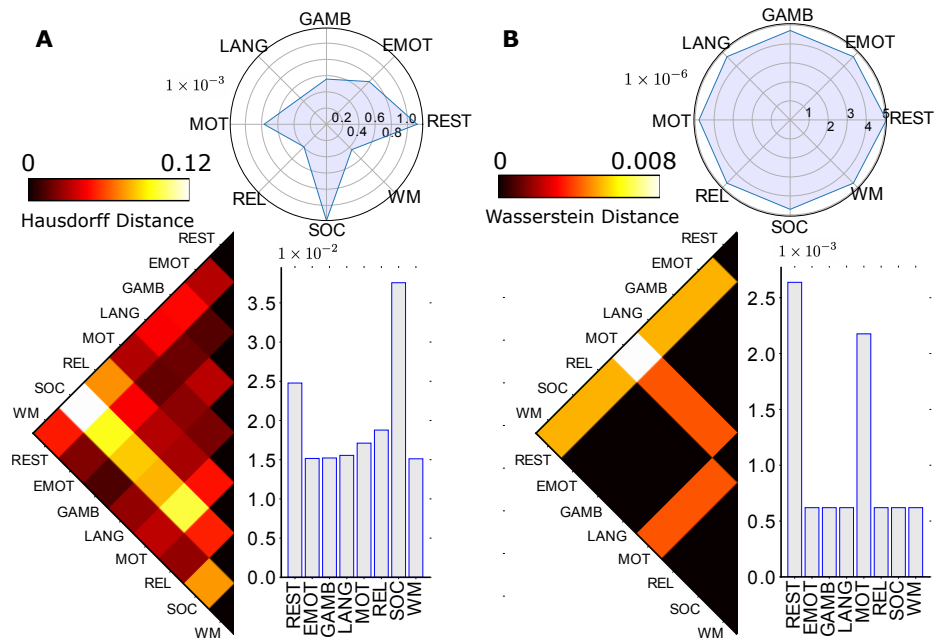 A
GAMB
LANG
EMOT
1 × 10⁻³
MOT
0.2 0.6 1.0
0.4 0.8
REST
REL
WM
SOC
0 0.12
Hausdorff Distance
REST
EMOT
GAMB
LANG
MOT
REL
SOC
WM
REST
EMOT
GAMB
LANG
MOT
REL
SOC
WM
1 × 10⁻²
3.5
3.0
2.5
2.0
1.5
1.0
0.5
0.0
REST
EMOT
GAMB
LANG
MOT
REL
SOC
WM
B
GAMB
LANG
EMOT
1 × 10⁻⁶
MOT
1 3 5
2 4
REST
REL
WM
SOC
0 0.008
Wasserstein Distance
REST
EMOT
GAMB
LANG
MOT
REL
SOC
WM
REST
EMOT
GAMB
LANG
MOT
REL
SOC
WM
1 × 10⁻³
2.5
2.0
1.5
1.0
0.5
0.0
REST
EMOT
GAMB
LANG
MOT
REL
SOC
WM